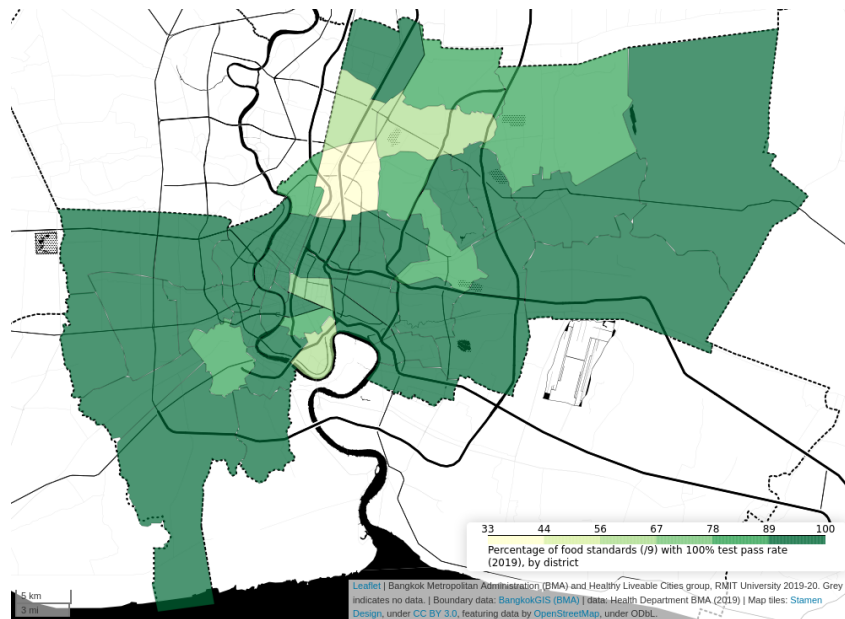 33 44 56 67 78 89 100
Percentage of food standards (/9) with 100% test pass rate
(2019), by district
5 km
3 mi
Leaflet | Bangkok Metropolitan Administration (BMA) and Healthy Liveable Cities group, RMIT University 2019-20. Grey
indicates no data. | Boundary data: BangkokGIS (BMA) | data: Health Department BMA (2019) | Map tiles: Stamen
Design, under CC BY 3.0, featuring data by OpenStreetMap, under ODbL.